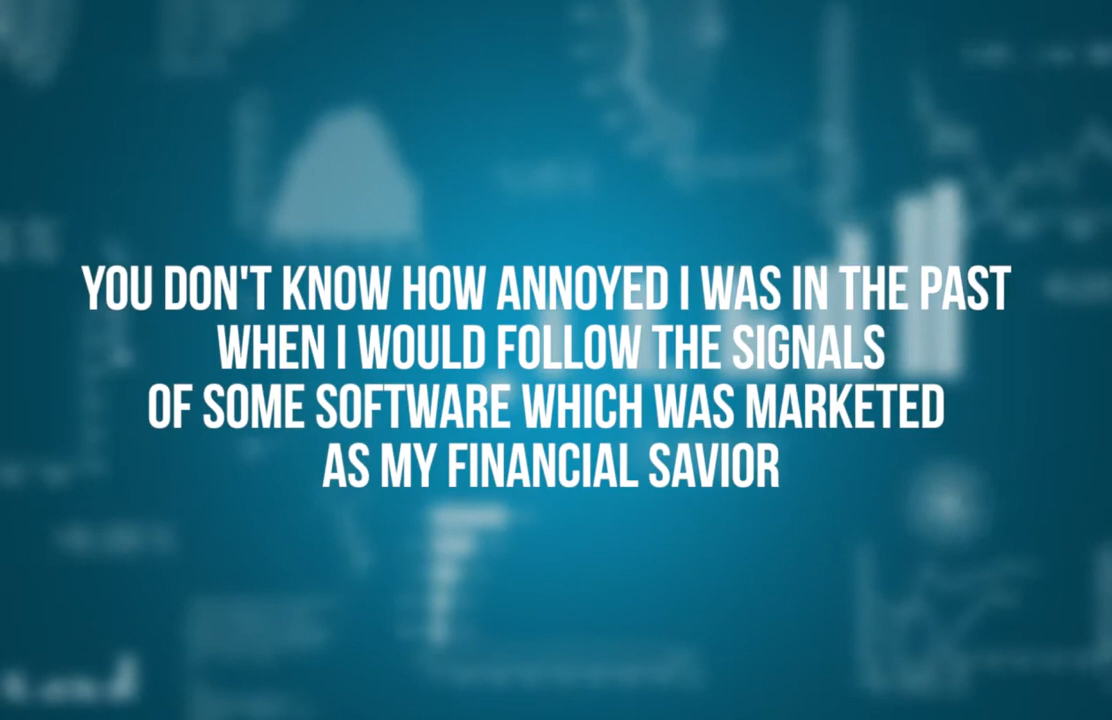 YOU DON'T KNOW HOW ANNOYED I WAS IN THE PAST
WHEN I WOULD FOLLOW THE SIGNALS
OF SOME SOFTWARE WHICH WAS MARKETED
AS MY FINANCIAL SAVIOR